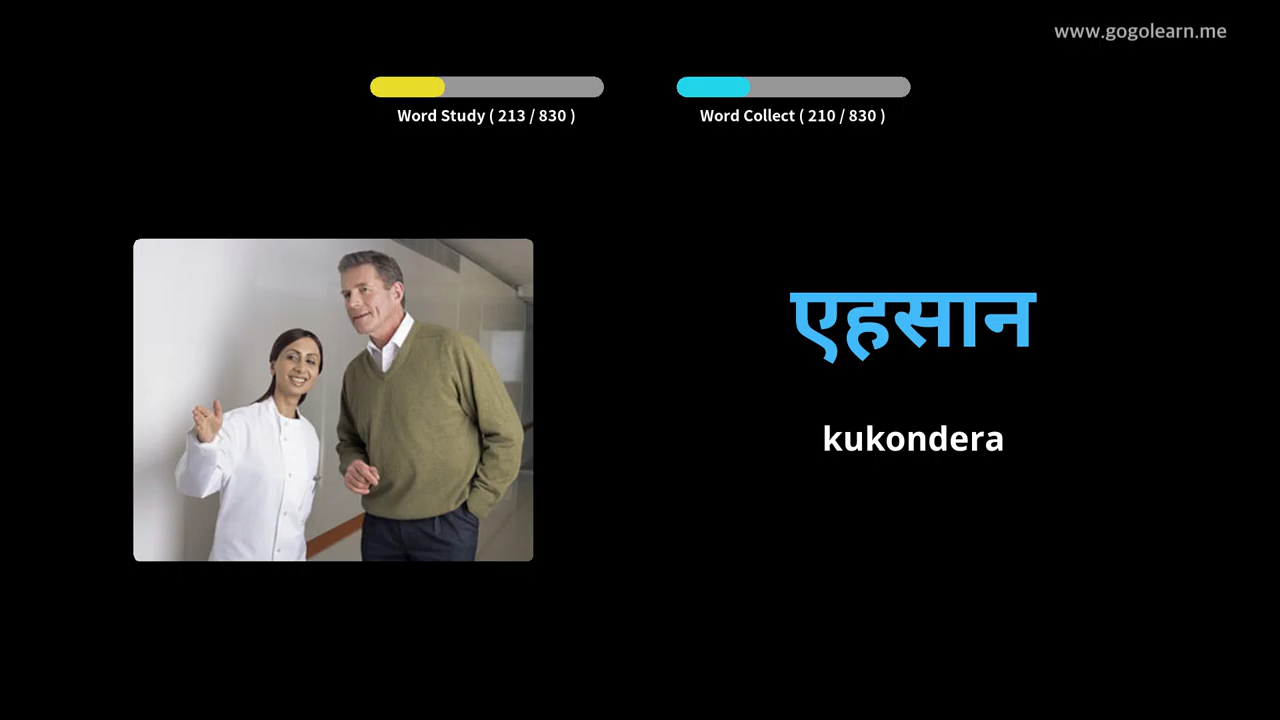 www.gogolearn.me
Word Study ( 213 / 830 )
Word Collect ( 210 / 830 )
एहसान
kukondera